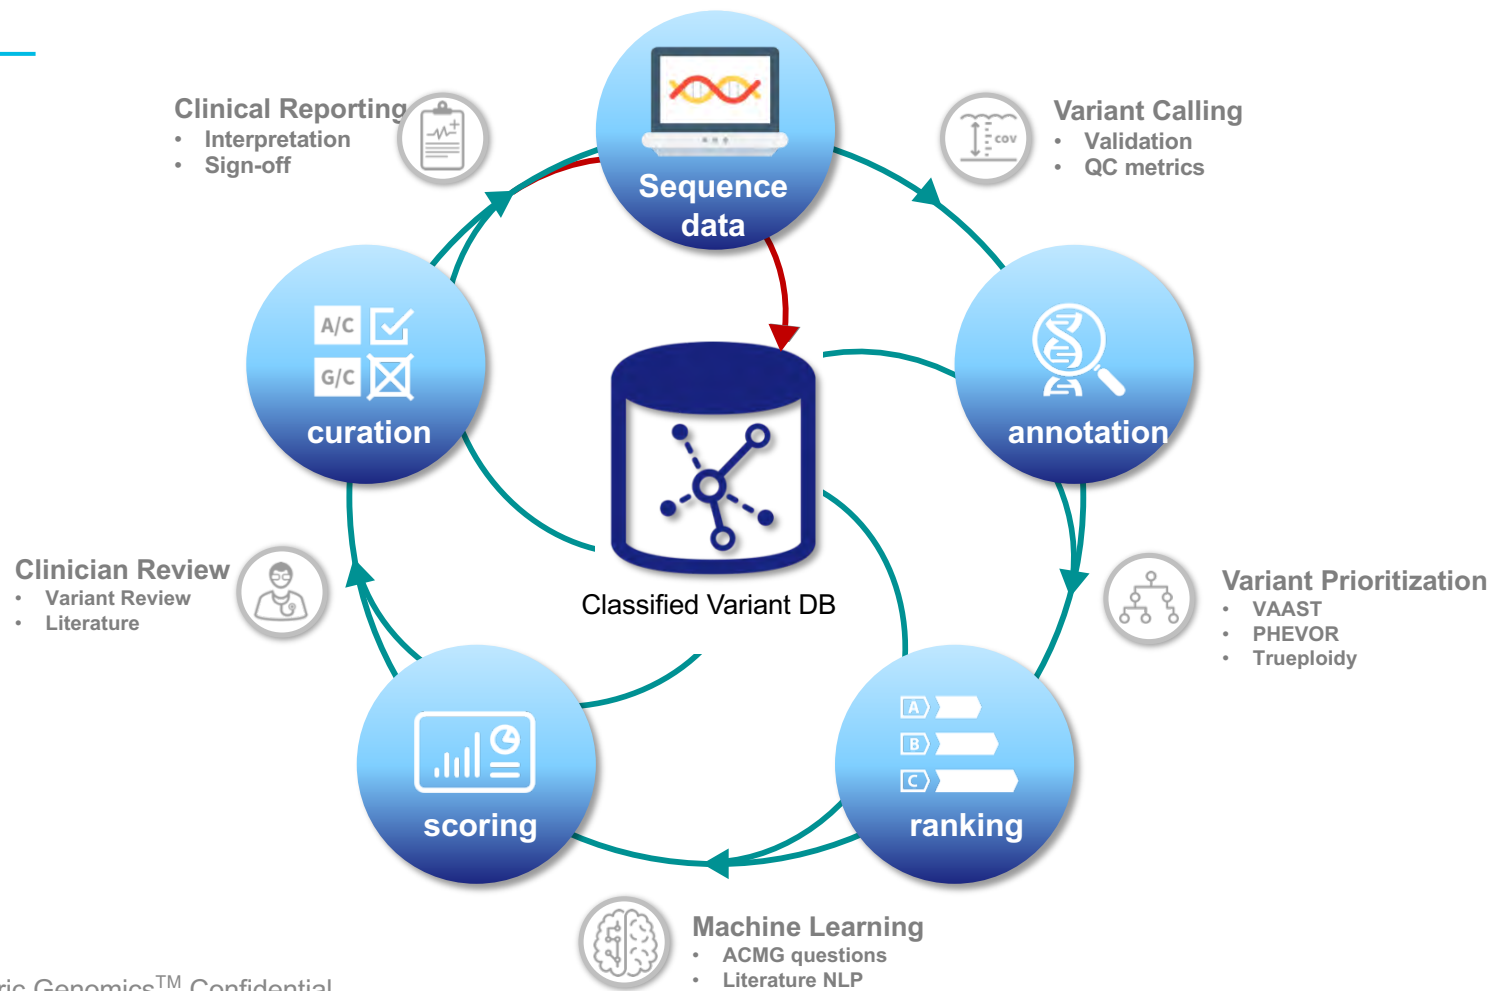 Clinical Reporting
• Interpretation
• Sign-off
Sequence
data
cov
Variant Calling
• Validation
• QC metrics
A/C
G/C
curation
annotation
Classified Variant DB
Clinician Review
• Variant Review
• Literature
Variant Prioritization
• VAAST
• PHEVOR
• Trueploidy
scoring
A
B
C
ranking
Machine Learning
• ACMG questions
• Literature NLP
ric Genomics™ Confidential